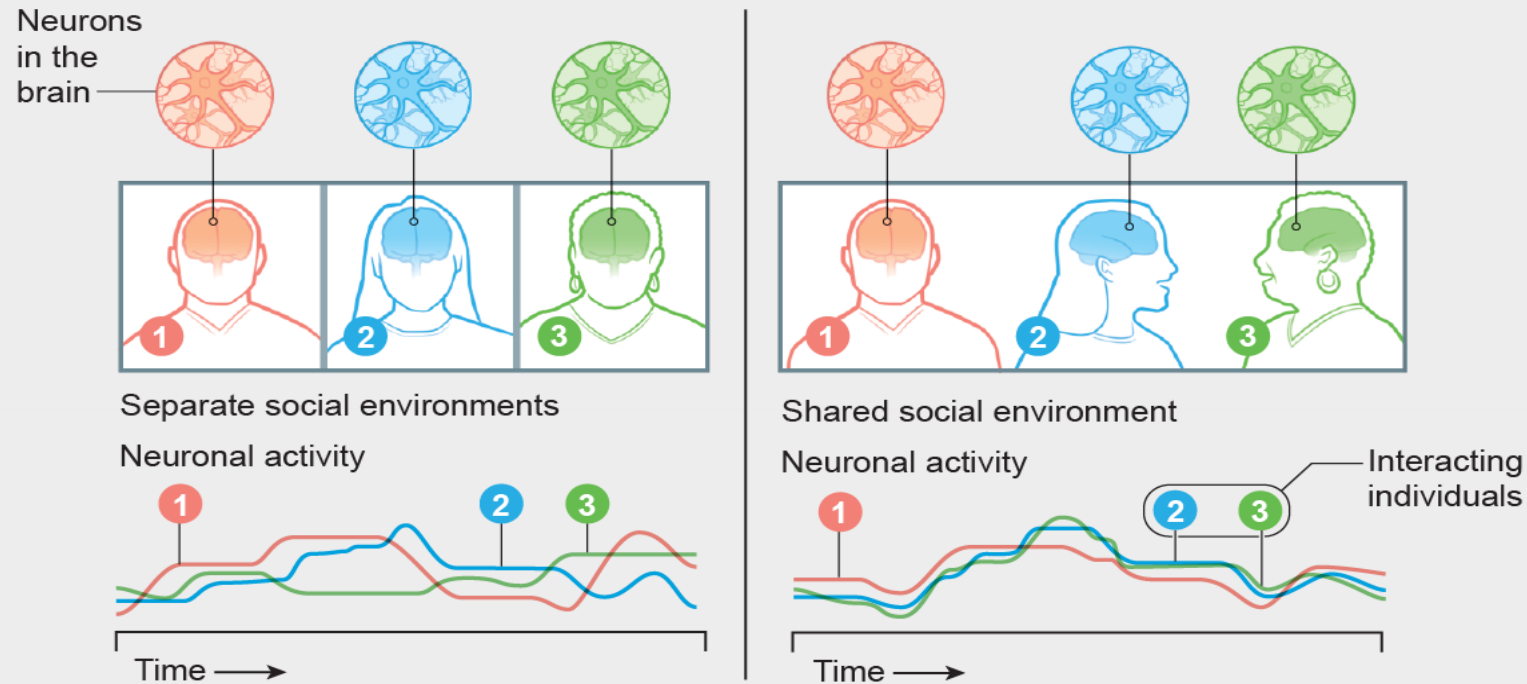 Neurons
in the
brain
1
2
3
Separate social environments
Neuronal activity
1
2
3
Time
1
2
3
Shared social environment
Neuronal activity
1
2
3
Interacting
individuals
Time